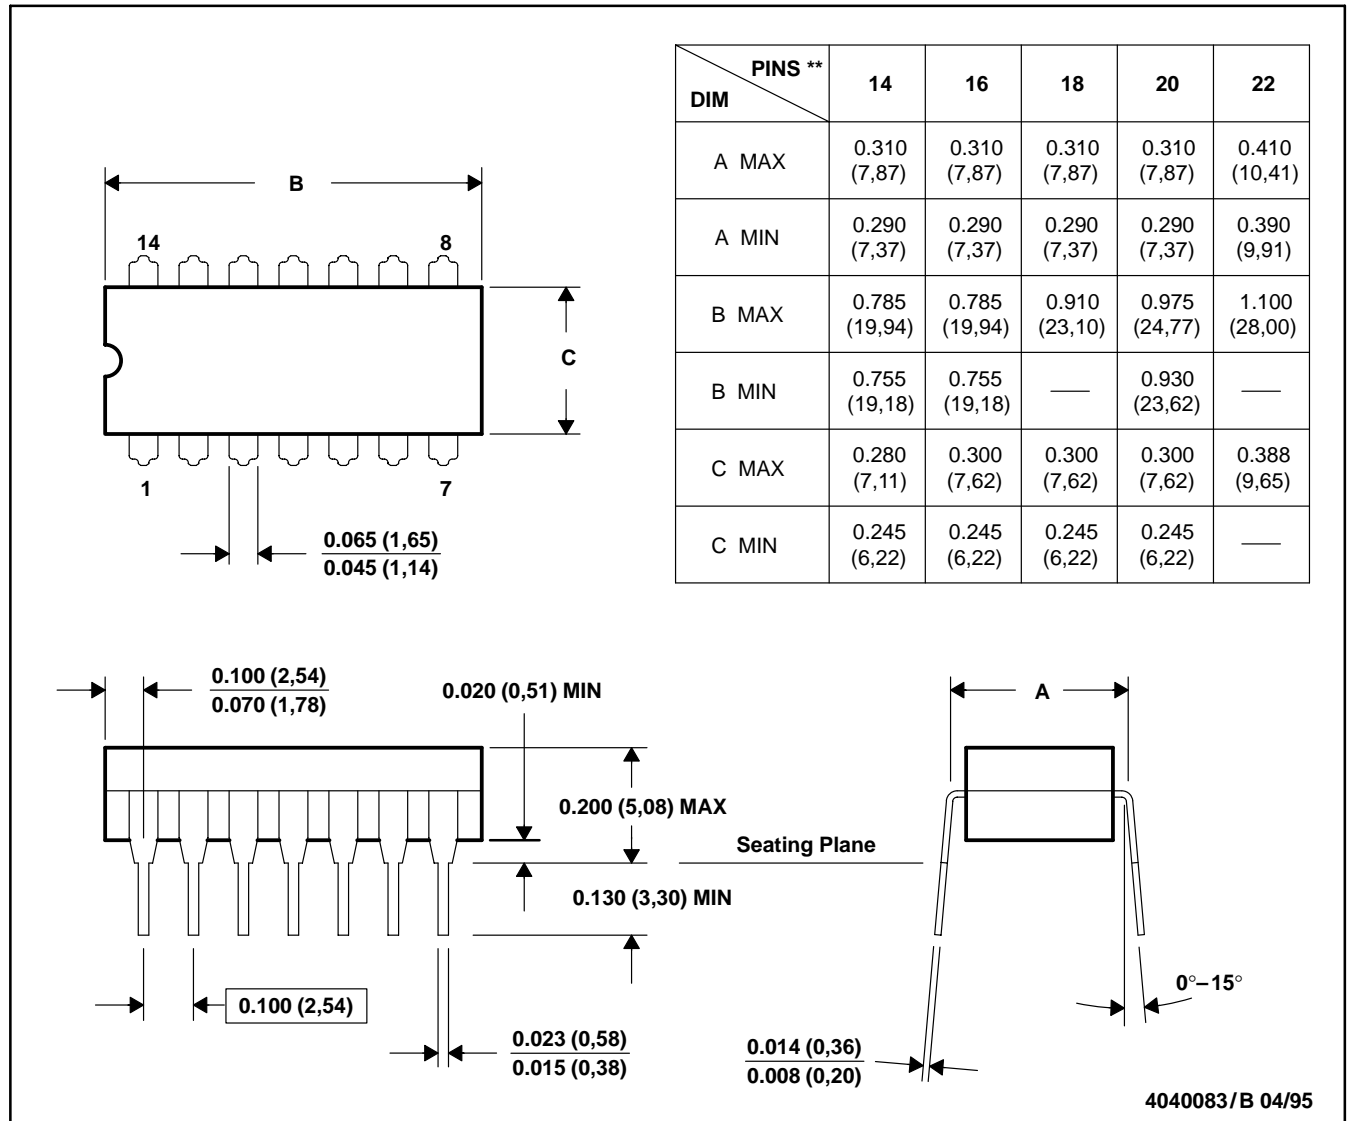 PINS **
DIM
14 16 18 20 22
A MAX 0.310 (7,87) 0.310 (7,87) 0.310 (7,87) 0.310 (7,87) 0.410 (10,41)
A MIN 0.290 (7,37) 0.290 (7,37) 0.290 (7,37) 0.290 (7,37) 0.390 (9,91)
B MAX 0.785 (19,94) 0.785 (19,94) 0.910 (23,10) 0.975 (24,77) 1.100 (28,00)
B MIN 0.755 (19,18) 0.755 (19,18) — 0.930 (23,62) —
C MAX 0.280 (7,11) 0.300 (7,62) 0.300 (7,62) 0.300 (7,62) 0.388 (9,65)
C MIN 0.245 (6,22) 0.245 (6,22) 0.245 (6,22) 0.245 (6,22) —
B
14 8
C
1 7
0.065 (1,65)
0.045 (1,14)
0.100 (2,54)
0.070 (1,78)
0.020 (0,51) MIN
0.200 (5,08) MAX
Seating Plane
0.130 (3,30) MIN
0.100 (2,54)
0.023 (0,58)
0.015 (0,38)
A
0°–15°
0.014 (0,36)
0.008 (0,20)
4040083/B 04/95